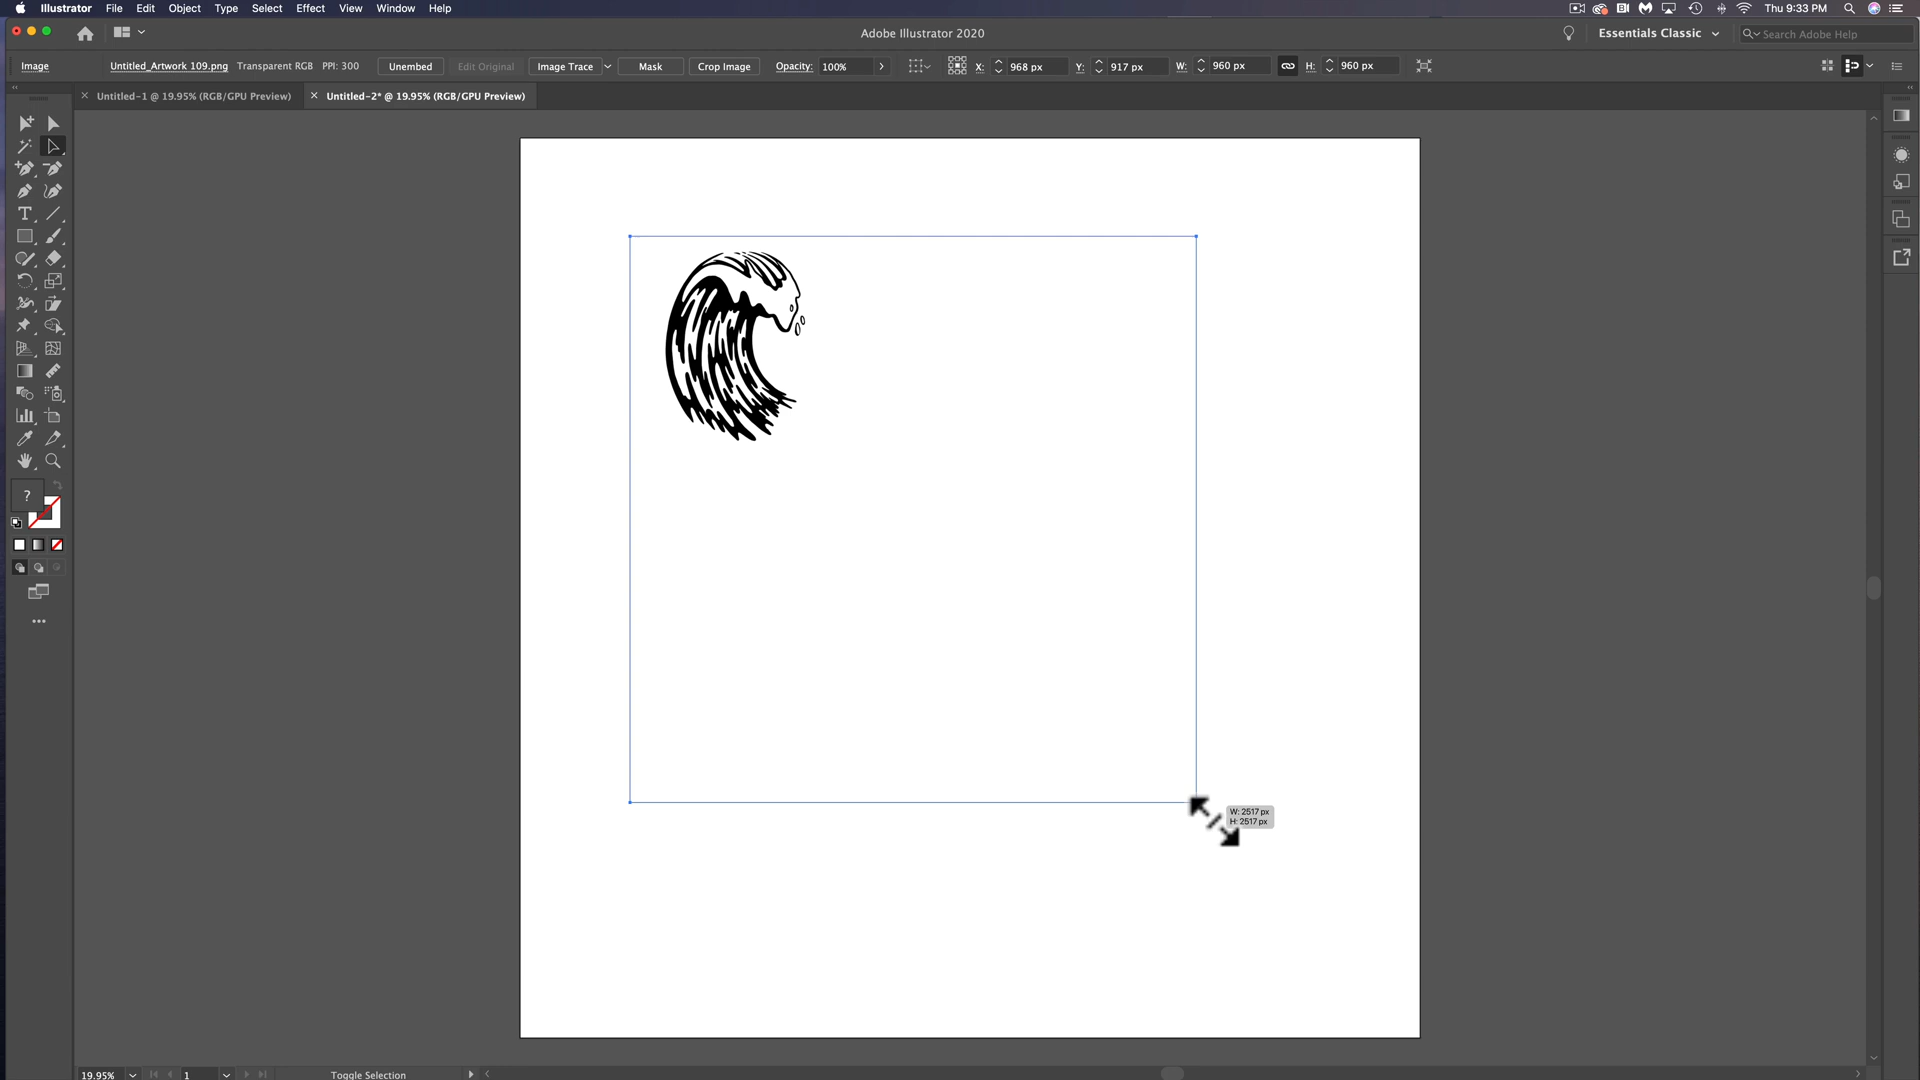 Illustrator File Edit Object Type Select Effect View Window Help Thu 9:33 PM
Adobe Illustrator 2020 Essentials Classic Search Adobe Help
Image Untitled_Artwork 109.png Transparent RGB PPI: 300 Unembed Edit Original Image Trace Mask Crop Image Opacity: 100% X: 968 px Y: 917 px W: 960 px H: 960 px
Untitled-1 @ 19.95% (RGB/GPU Preview) Untitled-2* @ 19.95% (RGB/GPU Preview)
T
?
W: 2517 px
H: 2517 px
19.95% 1 Toggle Selection